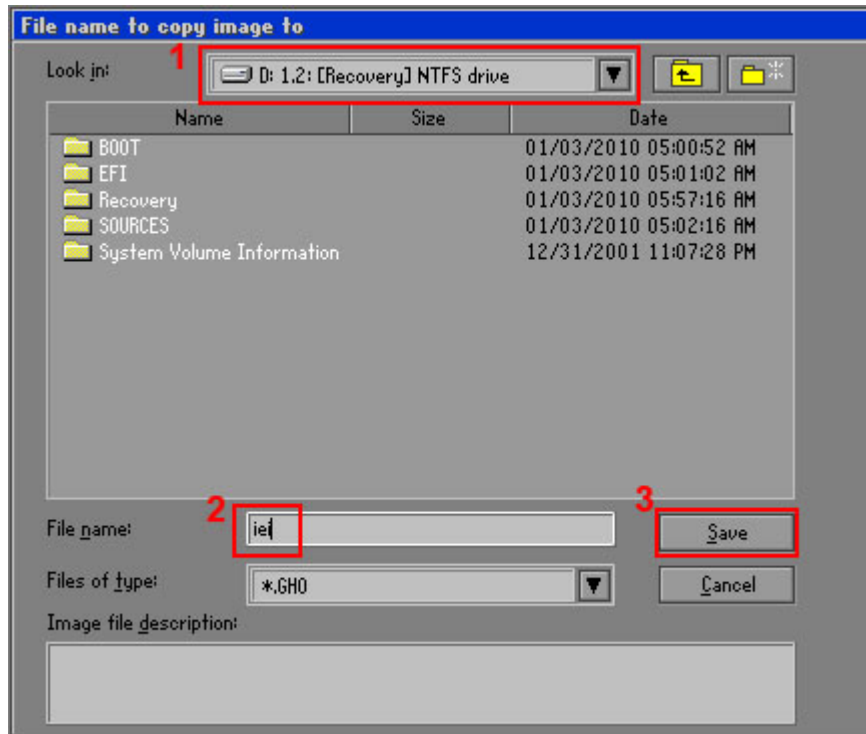 File name to copy image to
1
Look in: D: 1.2: [Recovery] NTFS drive
Name Size Date
BOOT 01/03/2010 05:00:52 AM
EFI 01/03/2010 05:01:02 AM
Recovery 01/03/2010 05:57:16 AM
SOURCES 01/03/2010 05:02:16 AM
System Volume Information 12/31/2001 11:07:28 PM
2 3
File name: iei Save
Files of type: *.GHO Cancel
Image file description: